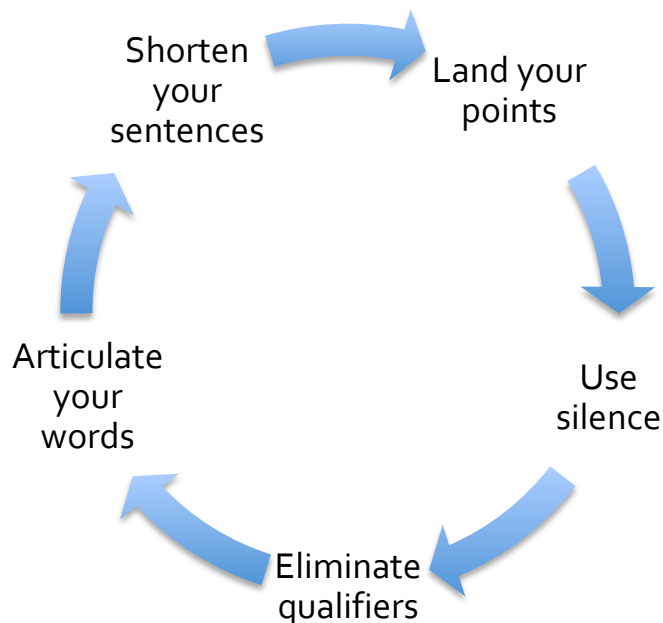 Shorten
your
sentences
Land your
points
Use
silence
Eliminate
qualifiers
Articulate
your
words